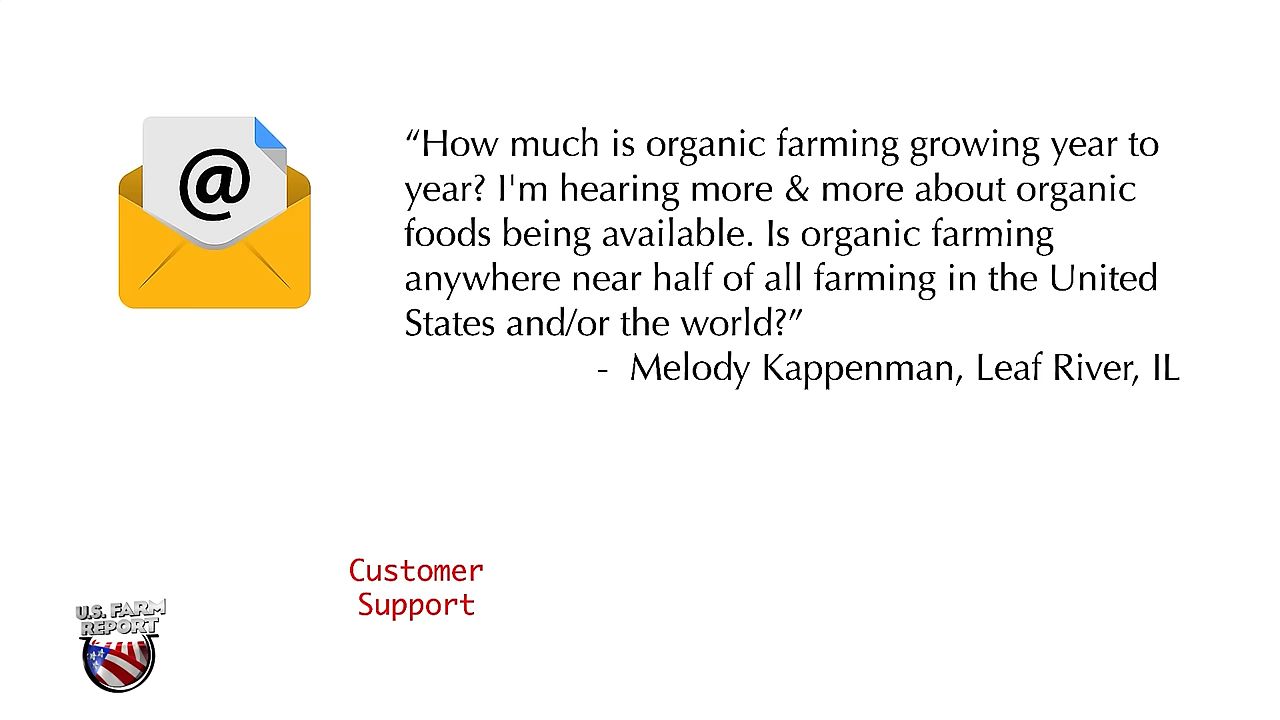 @
“How much is organic farming growing year to
year? I'm hearing more & more about organic
foods being available. Is organic farming
anywhere near half of all farming in the United
States and/or the world?”
- Melody Kappenman, Leaf River, IL
Customer
Support
U.S. FARM
REPORT